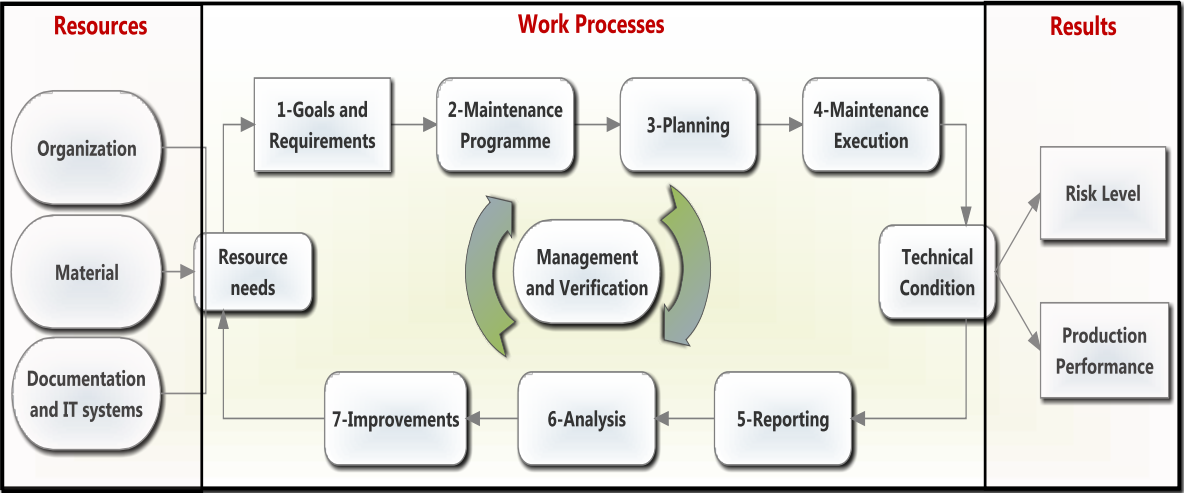 Resources
Work Processes
Results
Organization
Material
Documentation
and IT systems
Resource
needs
1-Goals and
Requirements
2-Maintenance
Programme
3-Planning
4-Maintenance
Execution
Management
and Verification
Technical
Condition
7-Improvements
6-Analysis
5-Reporting
Risk Level
Production
Performance